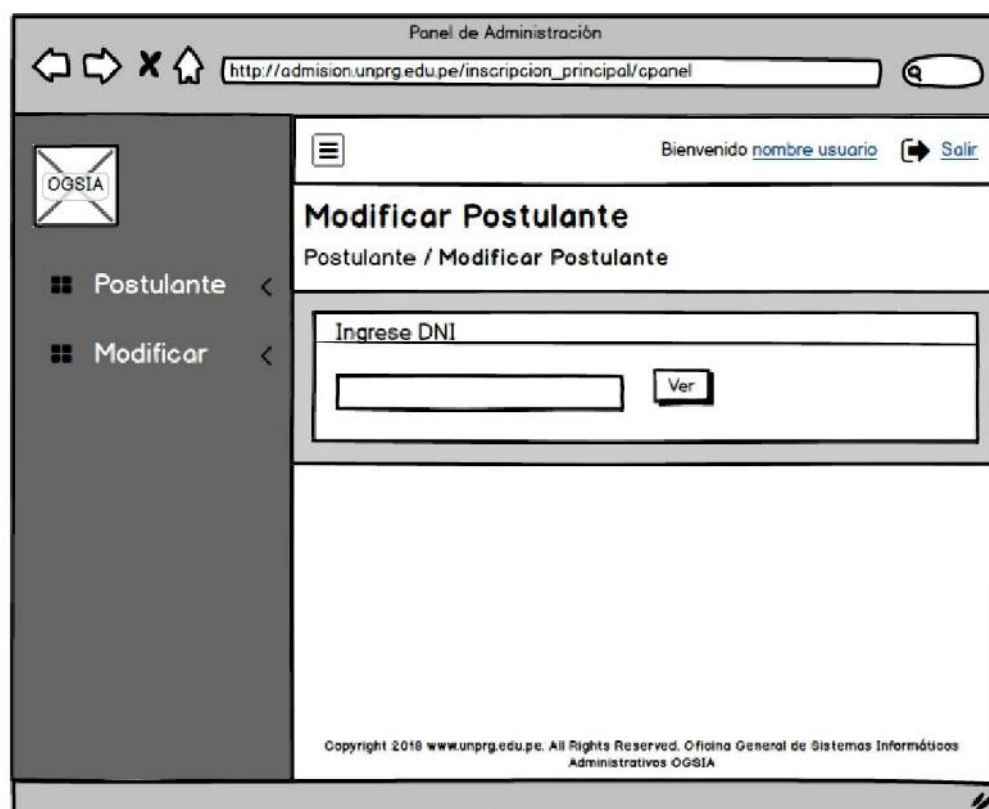 Panel de Administración
http://admision.unprg.edu.pe/inscripcion_principal/cpanel
OGSIA
Bienvenido nombre usuario Salir
Modificar Postulante
Postulante / Modificar Postulante
Postulante
Modificar
Ingrese DNI
Ver
Copyright 2018 www.unprg.edu.pe. All Rights Reserved. Oficina General de Sistemas Informáticos
Administrativos OGSIA